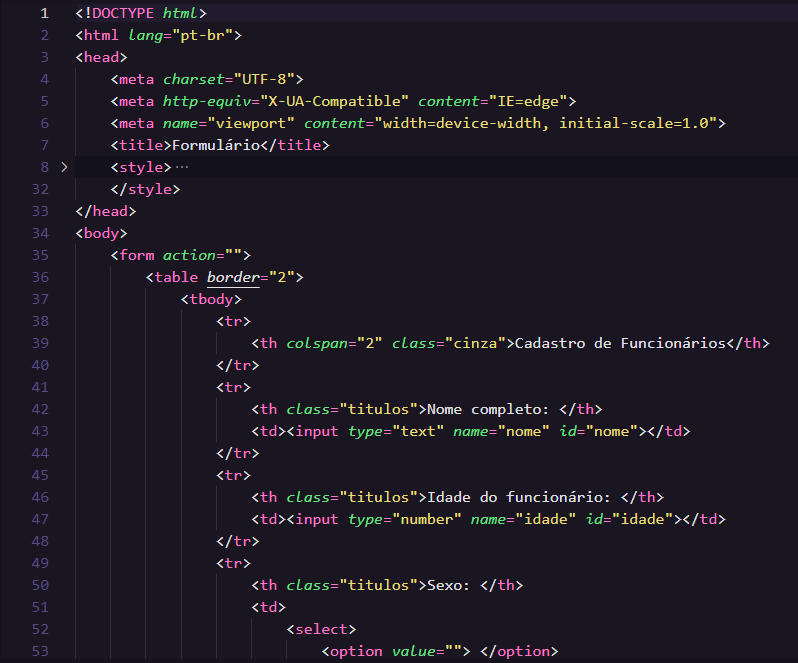 1 <!DOCTYPE html>
2 <html lang="pt-br">
3 <head>
4 <meta charset="UTF-8">
5 <meta http-equiv="X-UA-Compatible" content="IE=edge">
6 <meta name="viewport" content="width=device-width, initial-scale=1.0">
7 <title>Formulário</title>
8 > <style>···
32 </style>
33 </head>
34 <body>
35 <form action="">
36 <table border="2">
37 <tbody>
38 <tr>
39 <th colspan="2" class="cinza">Cadastro de Funcionários</th>
40 </tr>
41 <tr>
42 <th class="titulos">Nome completo: </th>
43 <td><input type="text" name="nome" id="nome"></td>
44 </tr>
45 <tr>
46 <th class="titulos">Idade do funcionário: </th>
47 <td><input type="number" name="idade" id="idade"></td>
48 </tr>
49 <tr>
50 <th class="titulos">Sexo: </th>
51 <td>
52 <select>
53 <option value=""> </option>